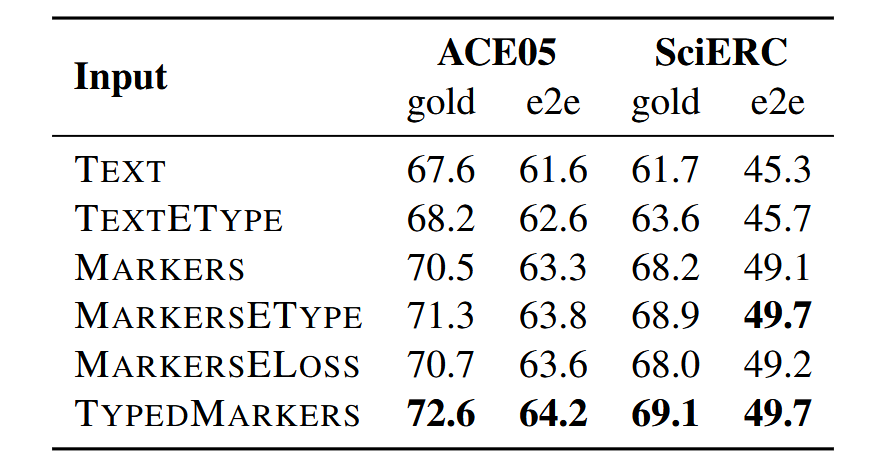 Input ACE05 SciERC
gold e2e gold e2e
TEXT 67.6 61.6 61.7 45.3
TEXTETYPE 68.2 62.6 63.6 45.7
MARKERS 70.5 63.3 68.2 49.1
MARKERSETYPE 71.3 63.8 68.9 49.7
MARKERSELOSS 70.7 63.6 68.0 49.2
TYPEDMARKERS 72.6 64.2 69.1 49.7